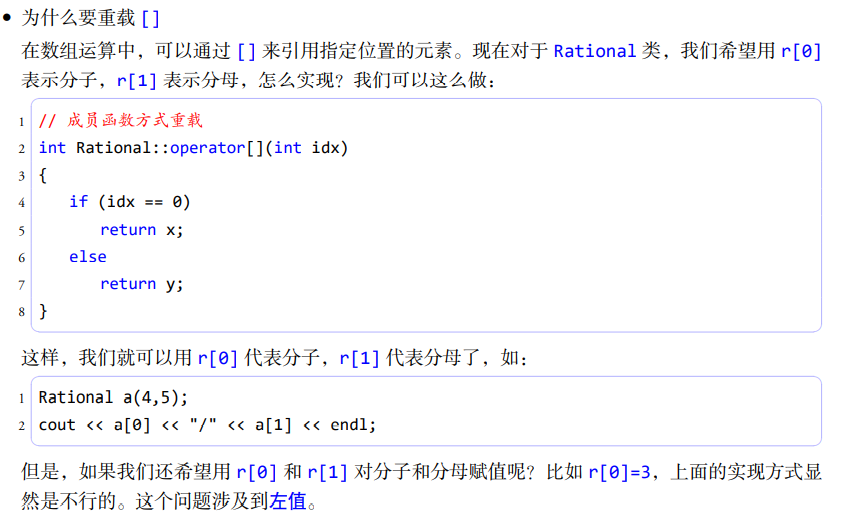 • 为什么要重载 []
在数组运算中，可以通过 [] 来引用指定位置的元素。现在对于 Rational 类，我们希望用 r[0]
表示分子，r[1] 表示分母，怎么实现？我们可以这么做：
1 // 成员函数方式重载
2 int Rational::operator[](int idx)
3 {
4 if (idx == 0)
5 return x;
6 else
7 return y;
8 }
这样，我们就可以用 r[0] 代表分子，r[1] 代表分母了，如：
1 Rational a(4,5);
2 cout << a[0] << "/" << a[1] << endl;
但是，如果我们还希望用 r[0] 和 r[1] 对分子和分母赋值呢？比如 r[0]=3，上面的实现方式显
然是不行的。这个问题涉及到左值。